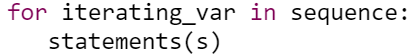 for iterating_var in sequence:
   statements(s)